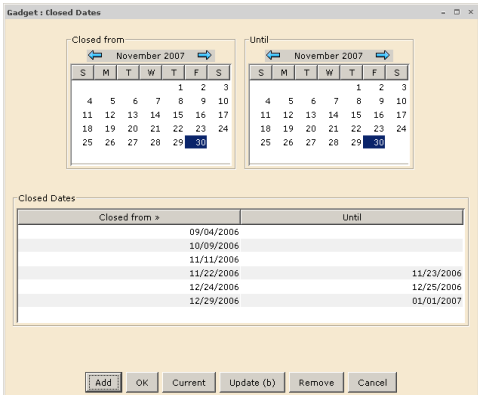 Gadget : Closed Dates
Closed from
November 2007
S M T W T F S
1 2 3
4 5 6 7 8 9 10
11 12 13 14 15 16 17
18 19 20 21 22 23 24
25 26 27 28 29 30
Until
November 2007
S M T W T F S
1 2 3
4 5 6 7 8 9 10
11 12 13 14 15 16 17
18 19 20 21 22 23 24
25 26 27 28 29 30
Closed Dates
Closed from » Until
09/04/2006
10/09/2006
11/11/2006
11/22/2006 11/23/2006
12/24/2006 12/25/2006
12/29/2006 01/01/2007
Add OK Current Update (b) Remove Cancel